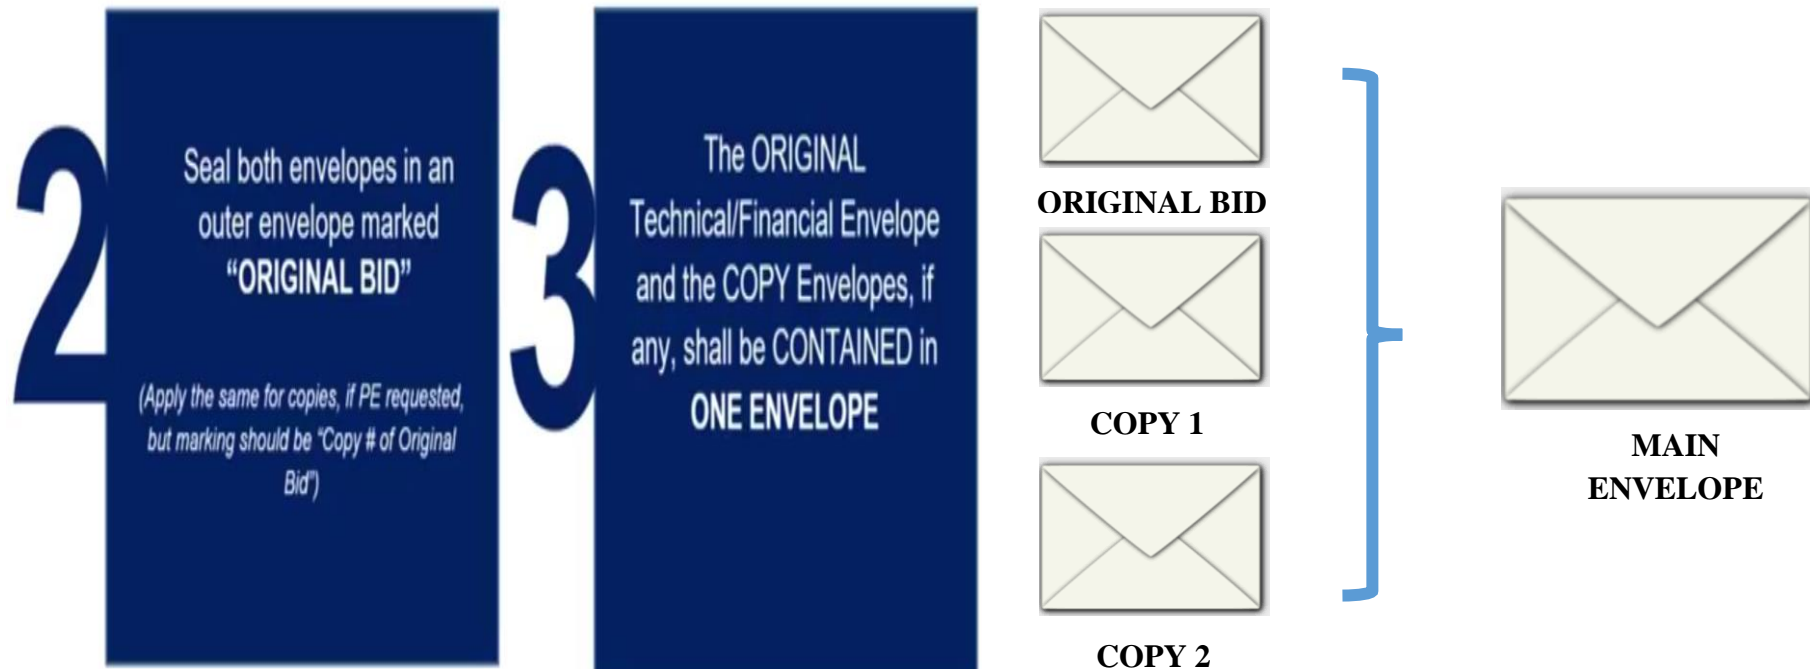 2
Seal both envelopes in an
outer envelope marked
“ORIGINAL BID”
(Apply the same for copies, if PE requested,
but marking should be “Copy # of Original
Bid”)
3
The ORIGINAL
Technical/Financial Envelope
and the COPY Envelopes, if
any, shall be CONTAINED in
ONE ENVELOPE
ORIGINAL BID
COPY 1
COPY 2
MAIN
ENVELOPE